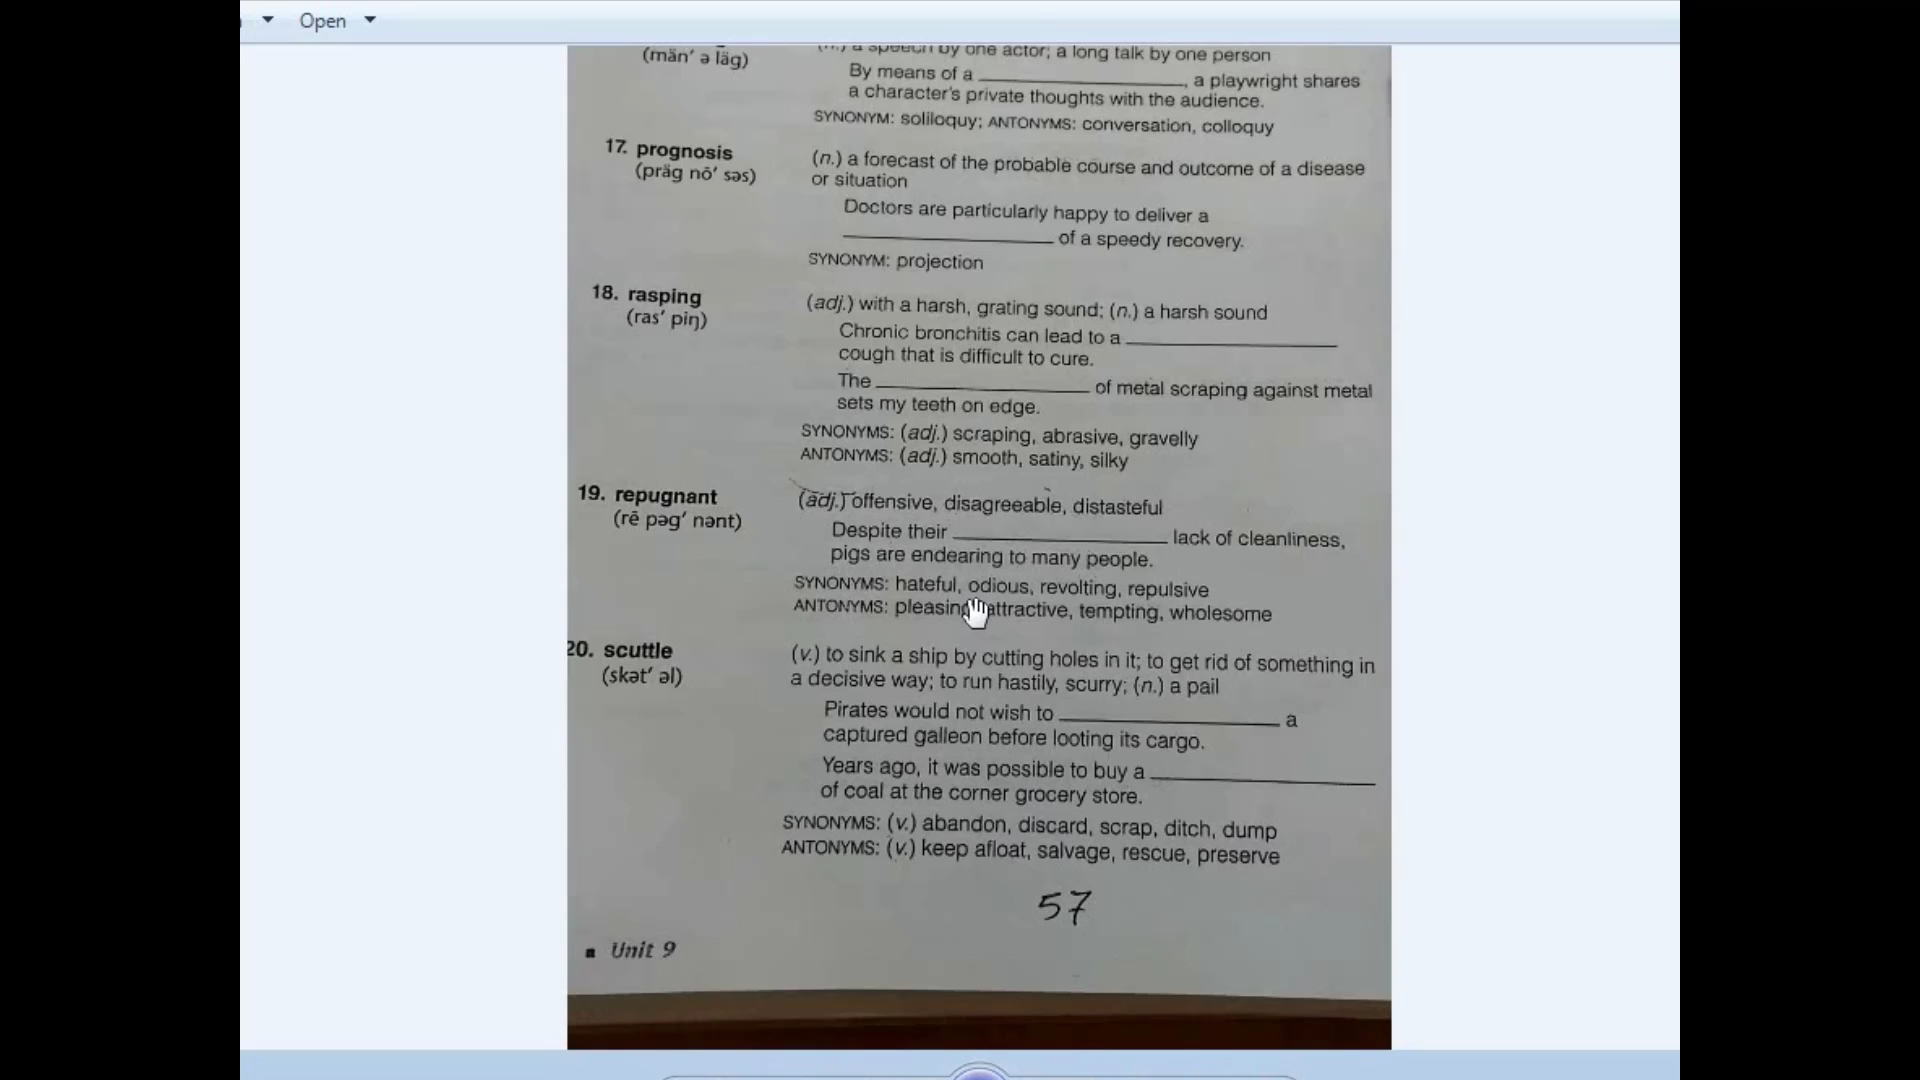 Open
(män′ ə läg)
(n.) a speech by one actor; a long talk by one person
By means of a ____________, a playwright shares
a character's private thoughts with the audience.
SYNONYM: soliloquy; ANTONYMS: conversation, colloquy
17. prognosis
(präg nō′ səs)
(n.) a forecast of the probable course and outcome of a disease
or situation
Doctors are particularly happy to deliver a
____________ of a speedy recovery.
SYNONYM: projection
18. rasping
(ras′ piŋ)
(adj.) with a harsh, grating sound; (n.) a harsh sound
Chronic bronchitis can lead to a ____________
cough that is difficult to cure.
The ____________ of metal scraping against metal
sets my teeth on edge.
SYNONYMS: (adj.) scraping, abrasive, gravelly
ANTONYMS: (adj.) smooth, satiny, silky
19. repugnant
(rē pəg′ nənt)
(adj.) offensive, disagreeable, distasteful
Despite their ____________ lack of cleanliness,
pigs are endearing to many people.
SYNONYMS: hateful, odious, revolting, repulsive
ANTONYMS: pleasing, attractive, tempting, wholesome
20. scuttle
(skət′ əl)
(v.) to sink a ship by cutting holes in it; to get rid of something in
a decisive way; to run hastily, scurry; (n.) a pail
Pirates would not wish to ____________ a
captured galleon before looting its cargo.
Years ago, it was possible to buy a ____________
of coal at the corner grocery store.
SYNONYMS: (v.) abandon, discard, scrap, ditch, dump
ANTONYMS: (v.) keep afloat, salvage, rescue, preserve
57
■ Unit 9